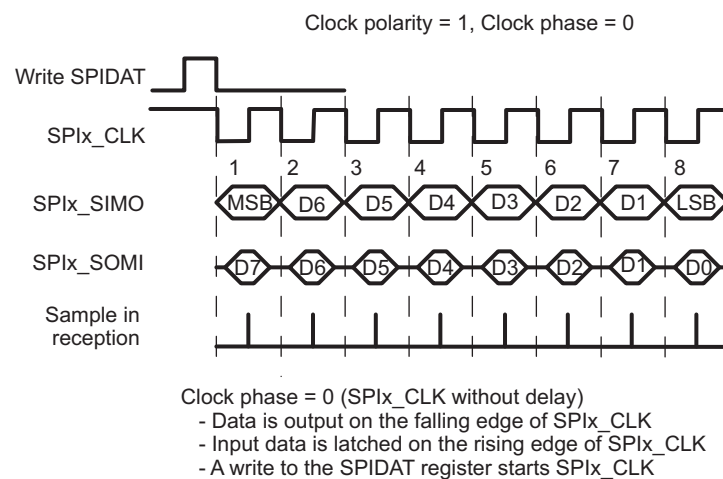 Clock polarity = 1, Clock phase = 0
Write SPIDAT
SPIx_CLK
1 2 3 4 5 6 7 8
SPIx_SIMO MSB D6 D5 D4 D3 D2 D1 LSB
SPIx_SOMI D7 D6 D5 D4 D3 D2 D1 D0
Sample in
reception
Clock phase = 0 (SPIx_CLK without delay)
- Data is output on the falling edge of SPIx_CLK
- Input data is latched on the rising edge of SPIx_CLK
- A write to the SPIDAT register starts SPIx_CLK